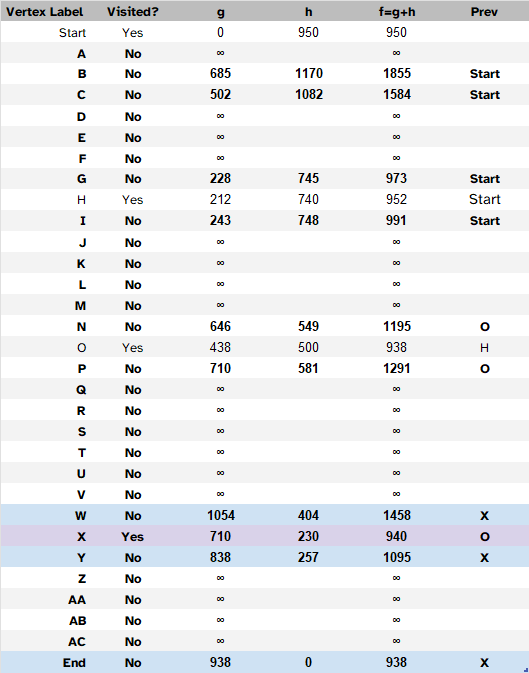 Vertex Label Visited? g h f=g+h Prev
Start Yes 0 950 950
A No ∞ ∞
B No 685 1170 1855 Start
C No 502 1082 1584 Start
D No ∞ ∞
E No ∞ ∞
F No ∞ ∞
G No 228 745 973 Start
H Yes 212 740 952 Start
I No 243 748 991 Start
J No ∞ ∞
K No ∞ ∞
L No ∞ ∞
M No ∞ ∞
N No 646 549 1195 O
O Yes 438 500 938 H
P No 710 581 1291 O
Q No ∞ ∞
R No ∞ ∞
S No ∞ ∞
T No ∞ ∞
U No ∞ ∞
V No ∞ ∞
W No 1054 404 1458 X
X Yes 710 230 940 O
Y No 838 257 1095 X
Z No ∞ ∞
AA No ∞ ∞
AB No ∞ ∞
AC No ∞ ∞
End No 938 0 938 X